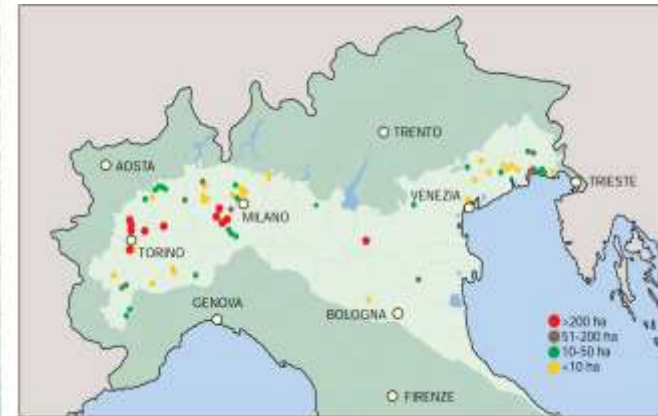 TRENTO
AOSTA
TRIESTE
VENEZIA
MILANO
TORINO
GENOVA
BOLOGNA
>200 ha
51-200 ha
10-50 ha
<10 ha
FIRENZE